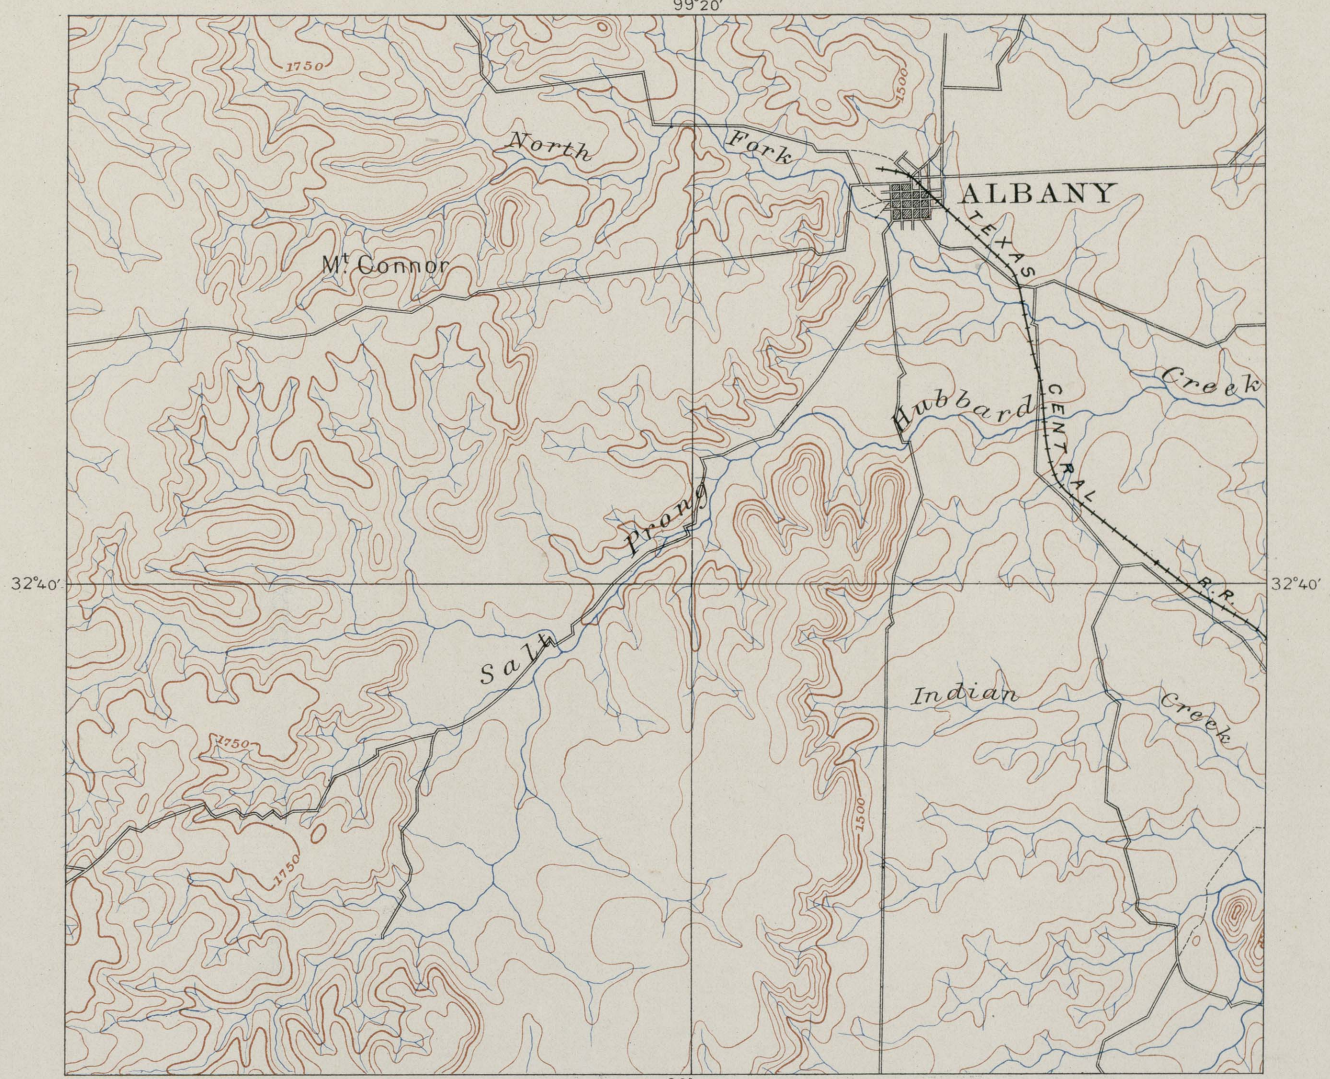 99°20'
1750
1500
North Fork
ALBANY
TEXAS CENTRAL R.R.
Mt. Connor
Creek
Hubbard
Salt Prong
32°40'
32°40'
Indian Creek
1750
1500
1750